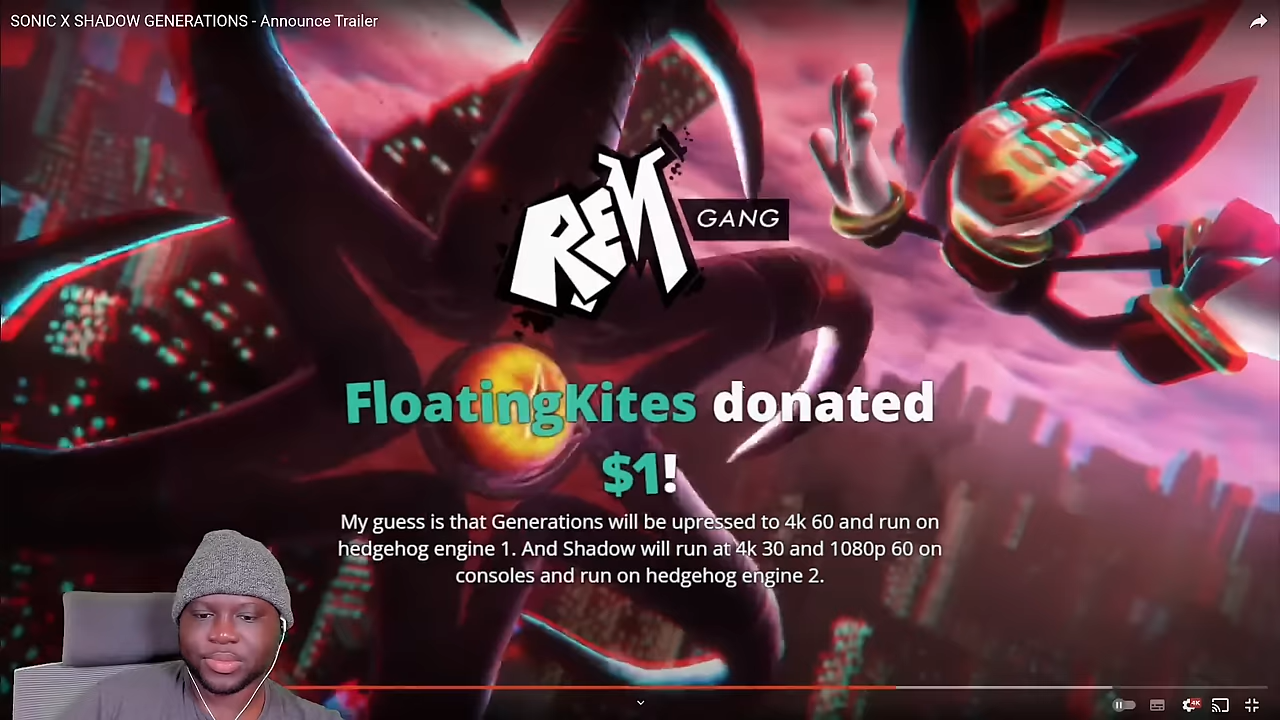 SONIC X SHADOW GENERATIONS - Announce Trailer
REN
GANG
FloatingKites donated
$1!
My guess is that Generations will be upressed to 4k 60 and run on
hedgehog engine 1. And Shadow will run at 4k 30 and 1080p 60 on
consoles and run on hedgehog engine 2.
4K